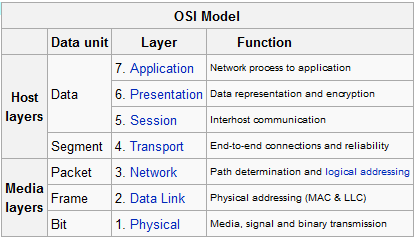 OSI Model
Data unit Layer Function
Host layers Data 7. Application Network process to application
6. Presentation Data representation and encryption
5. Session Interhost communication
Segment 4. Transport End-to-end connections and reliability
Media layers Packet 3. Network Path determination and logical addressing
Frame 2. Data Link Physical addressing (MAC & LLC)
Bit 1. Physical Media, signal and binary transmission